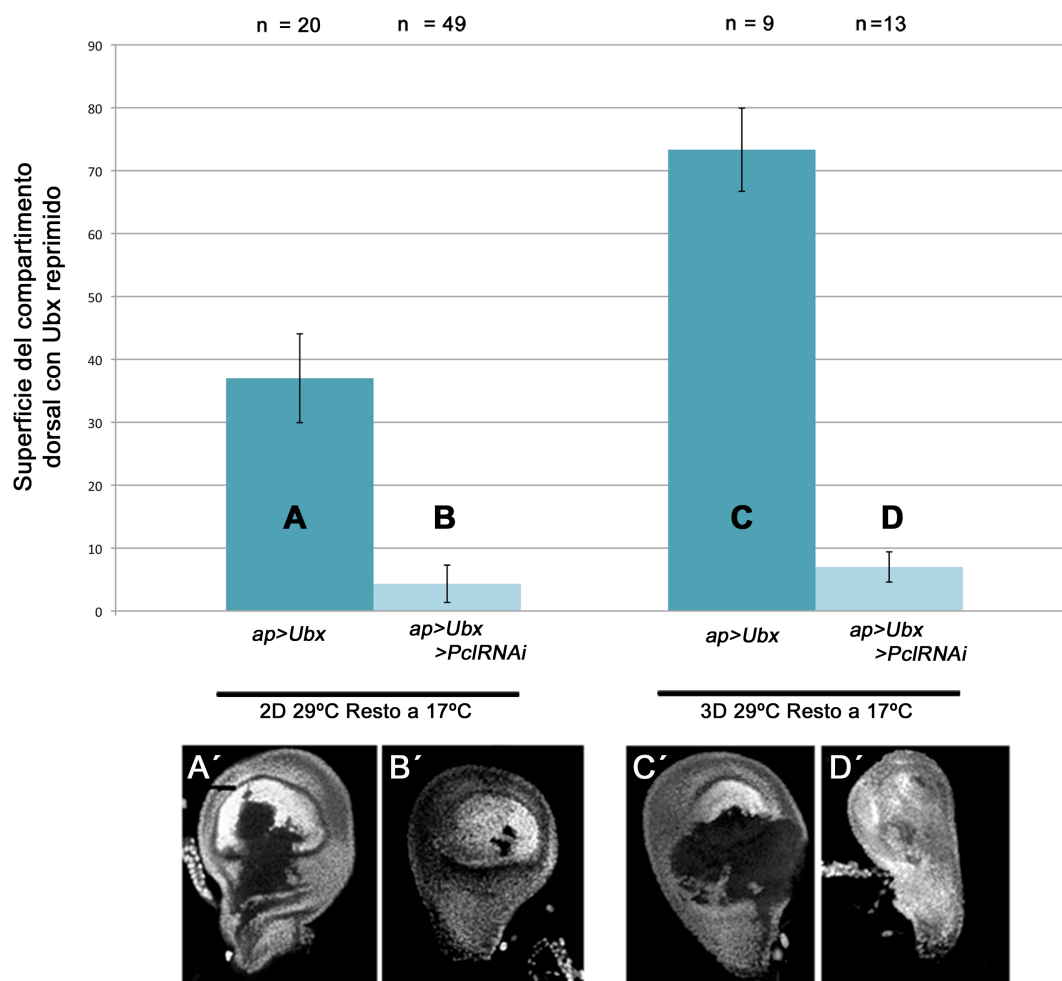 n = 20
n = 49
n = 9
n=13
90
80
70
60
50
40
30
20
10
0
Superficie del compartimento
dorsal con Ubx reprimido
A
B
C
D
ap>Ubx
ap>Ubx
>PclRNAi
ap>Ubx
ap>Ubx
>PclRNAi
2D 29ºC Resto a 17ºC
3D 29ºC Resto a 17ºC
A´
B´
C´
D´